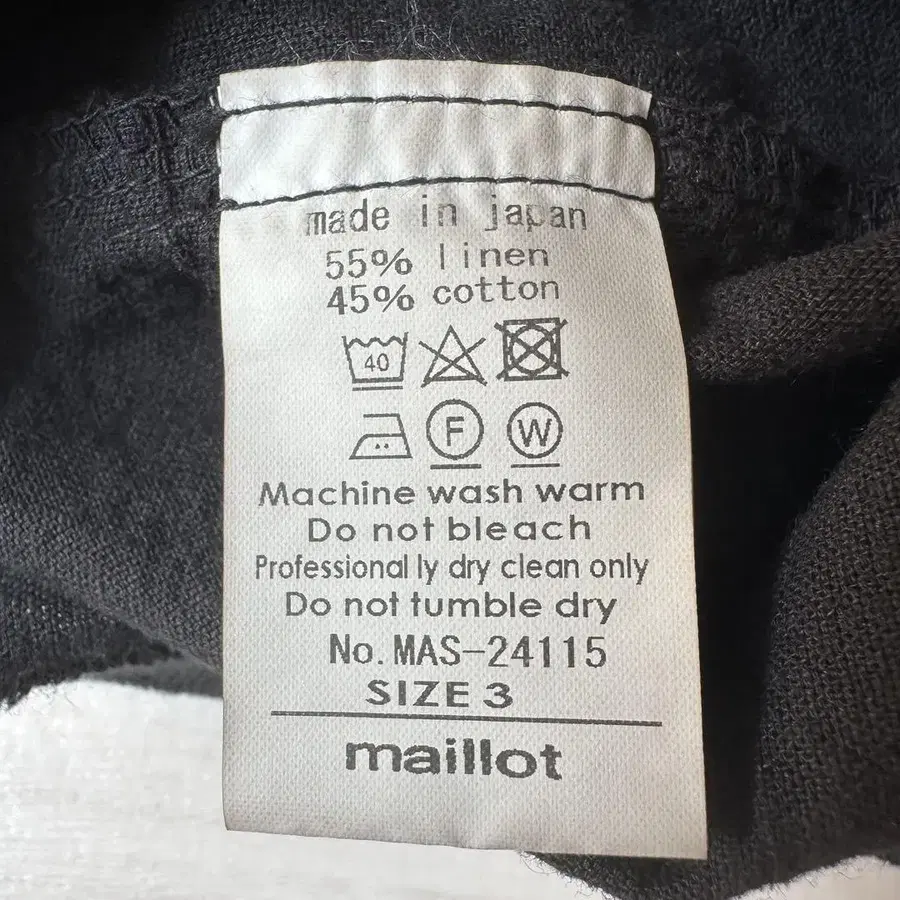 made in japan
55% linen
45% cotton
40
F W
Machine wash warm
Do not bleach
Professional ly dry clean only
Do not tumble dry
No. MAS-24115
SIZE 3
maillot